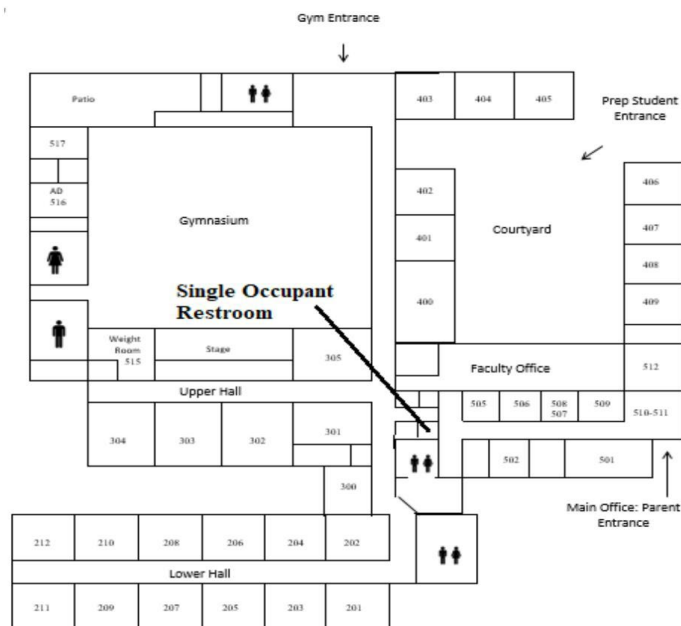 Gym Entrance
Patio
403
404
405
Prep Student
Entrance
517
AD
516
402
406
Gymnasium
401
Courtyard
407
408
Single Occupant
Restroom
400
409
Weight
Room
515
Stage
305
Faculty Office
512
Upper Hall
505
506
508
507
509
510-511
304
303
302
301
502
501
300
Main Office: Parent
Entrance
212
210
208
206
204
202
Lower Hall
211
209
207
205
203
201